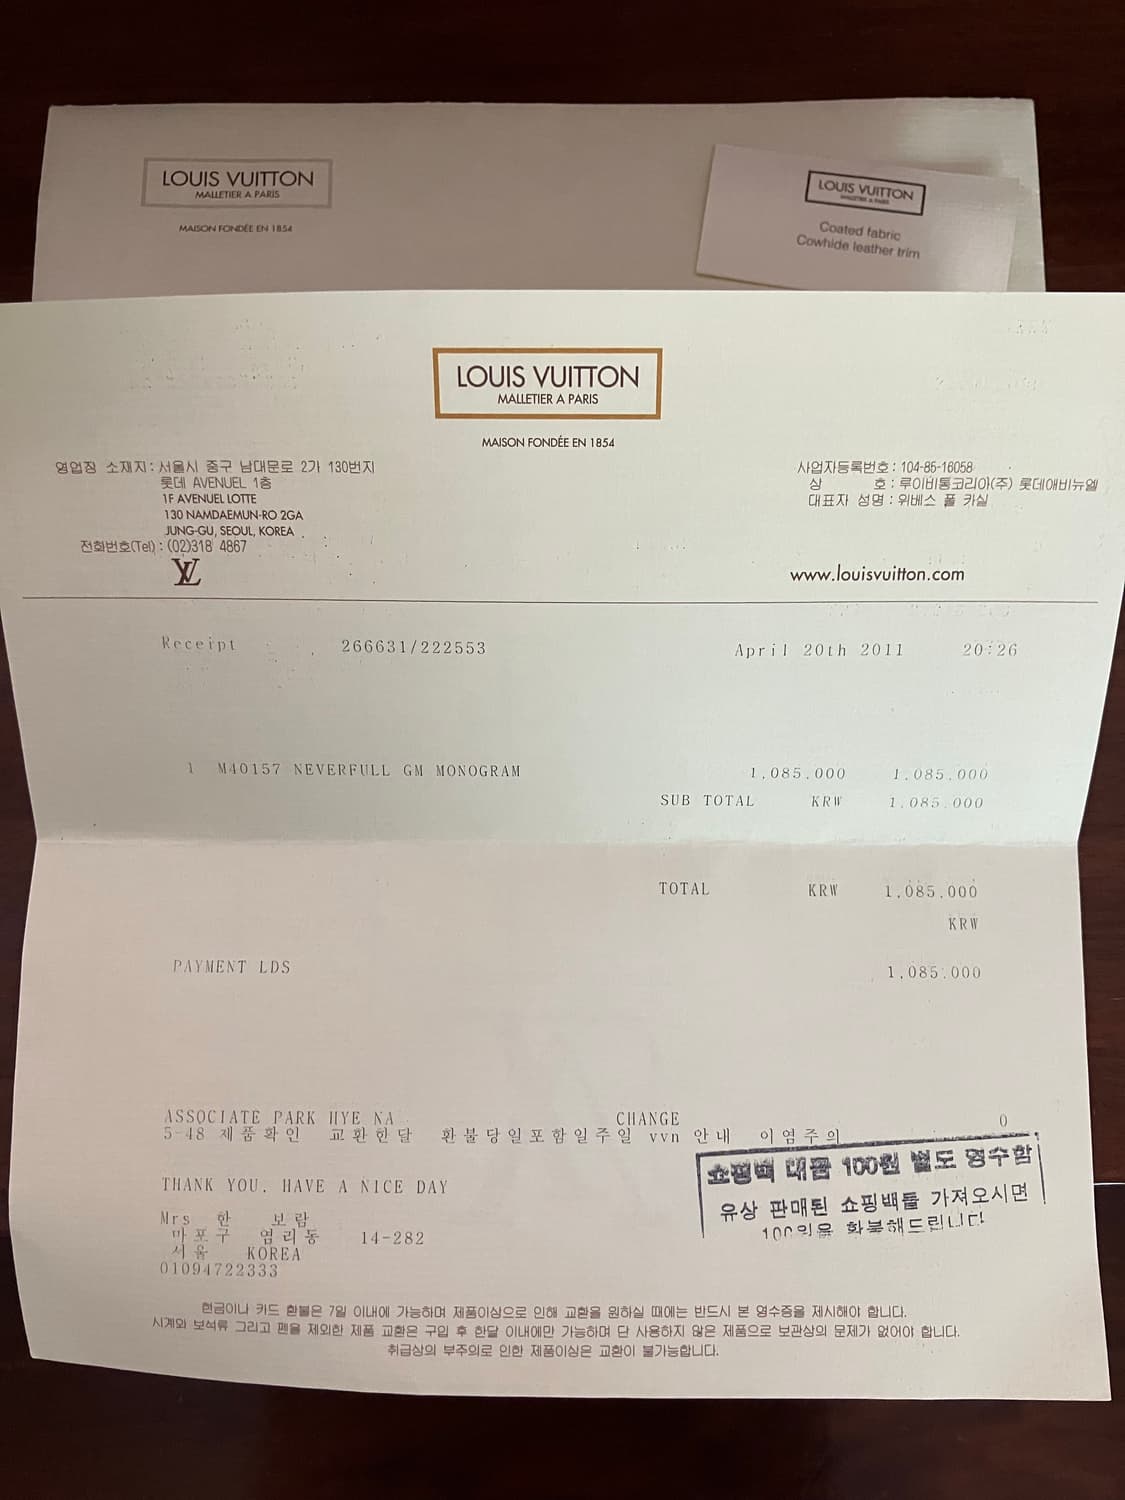 LOUIS VUITTON
MALLETIER A PARIS
MAISON FONDÉE EN 1854
LOUIS VUITTON
MALLETIER A PARIS
Coated fabric
Cowhide leather trim
LOUIS VUITTON
MALLETIER A PARIS
MAISON FONDÉE EN 1854
영업점 소재지: 서울시 중구 남대문로 2가 130번지
롯데 AVENUEL 1층
1F AVENUEL LOTTE
130 NAMDAEMUN-RO 2GA
JUNG-GU, SEOUL, KOREA
전화번호(Tel) : (02)318 4867
LV
사업자등록번호 : 104-86-16058
상 호 : 루이비통코리아(주) 롯데애비뉴엘
대표자 성명 : 위베스 폴 카실
www.louisvuitton.com
Receipt 266631/222553 April 20th 2011 20:26
1 M40157 NEVERFULL GM MONOGRAM 1.085.000 1.085.000
SUB TOTAL KRW 1.085.000
TOTAL KRW 1.085.000
KRW
PAYMENT LDS 1.085.000
ASSOCIATE PARK HYE NA CHANGE 0
5-48 제품확인 교환한달 환불당일포함일주일 vvn 안내 이염주의
쇼핑백 대금 100원 별도 영수함
유상 판매된 쇼핑백을 가져오시면
100원을 환불해드립니다!
THANK YOU. HAVE A NICE DAY
Mrs 한 보람
마포구 염리동 14-282
서울 KOREA
01094722333
현금이나 카드 환불은 7일 이내에 가능하며 제품이상으로 인해 교환을 원하실 때에는 반드시 본 영수증을 제시해야 합니다.
시계와 보석류 그리고 펜을 제외한 제품 교환은 구입 후 한달 이내에만 가능하며 단 사용하지 않은 제품으로 보관상의 문제가 없어야 합니다.
취급상의 부주의로 인한 제품이상은 교환이 불가능합니다.